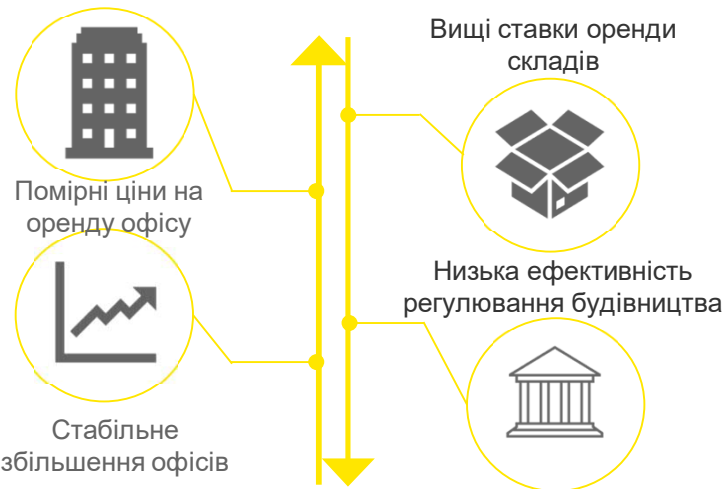 Вищі ставки оренди
складів
Помірні ціни на
оренду офісу
Низька ефективність
регулювання будівництва
Стабільне
збільшення офісів